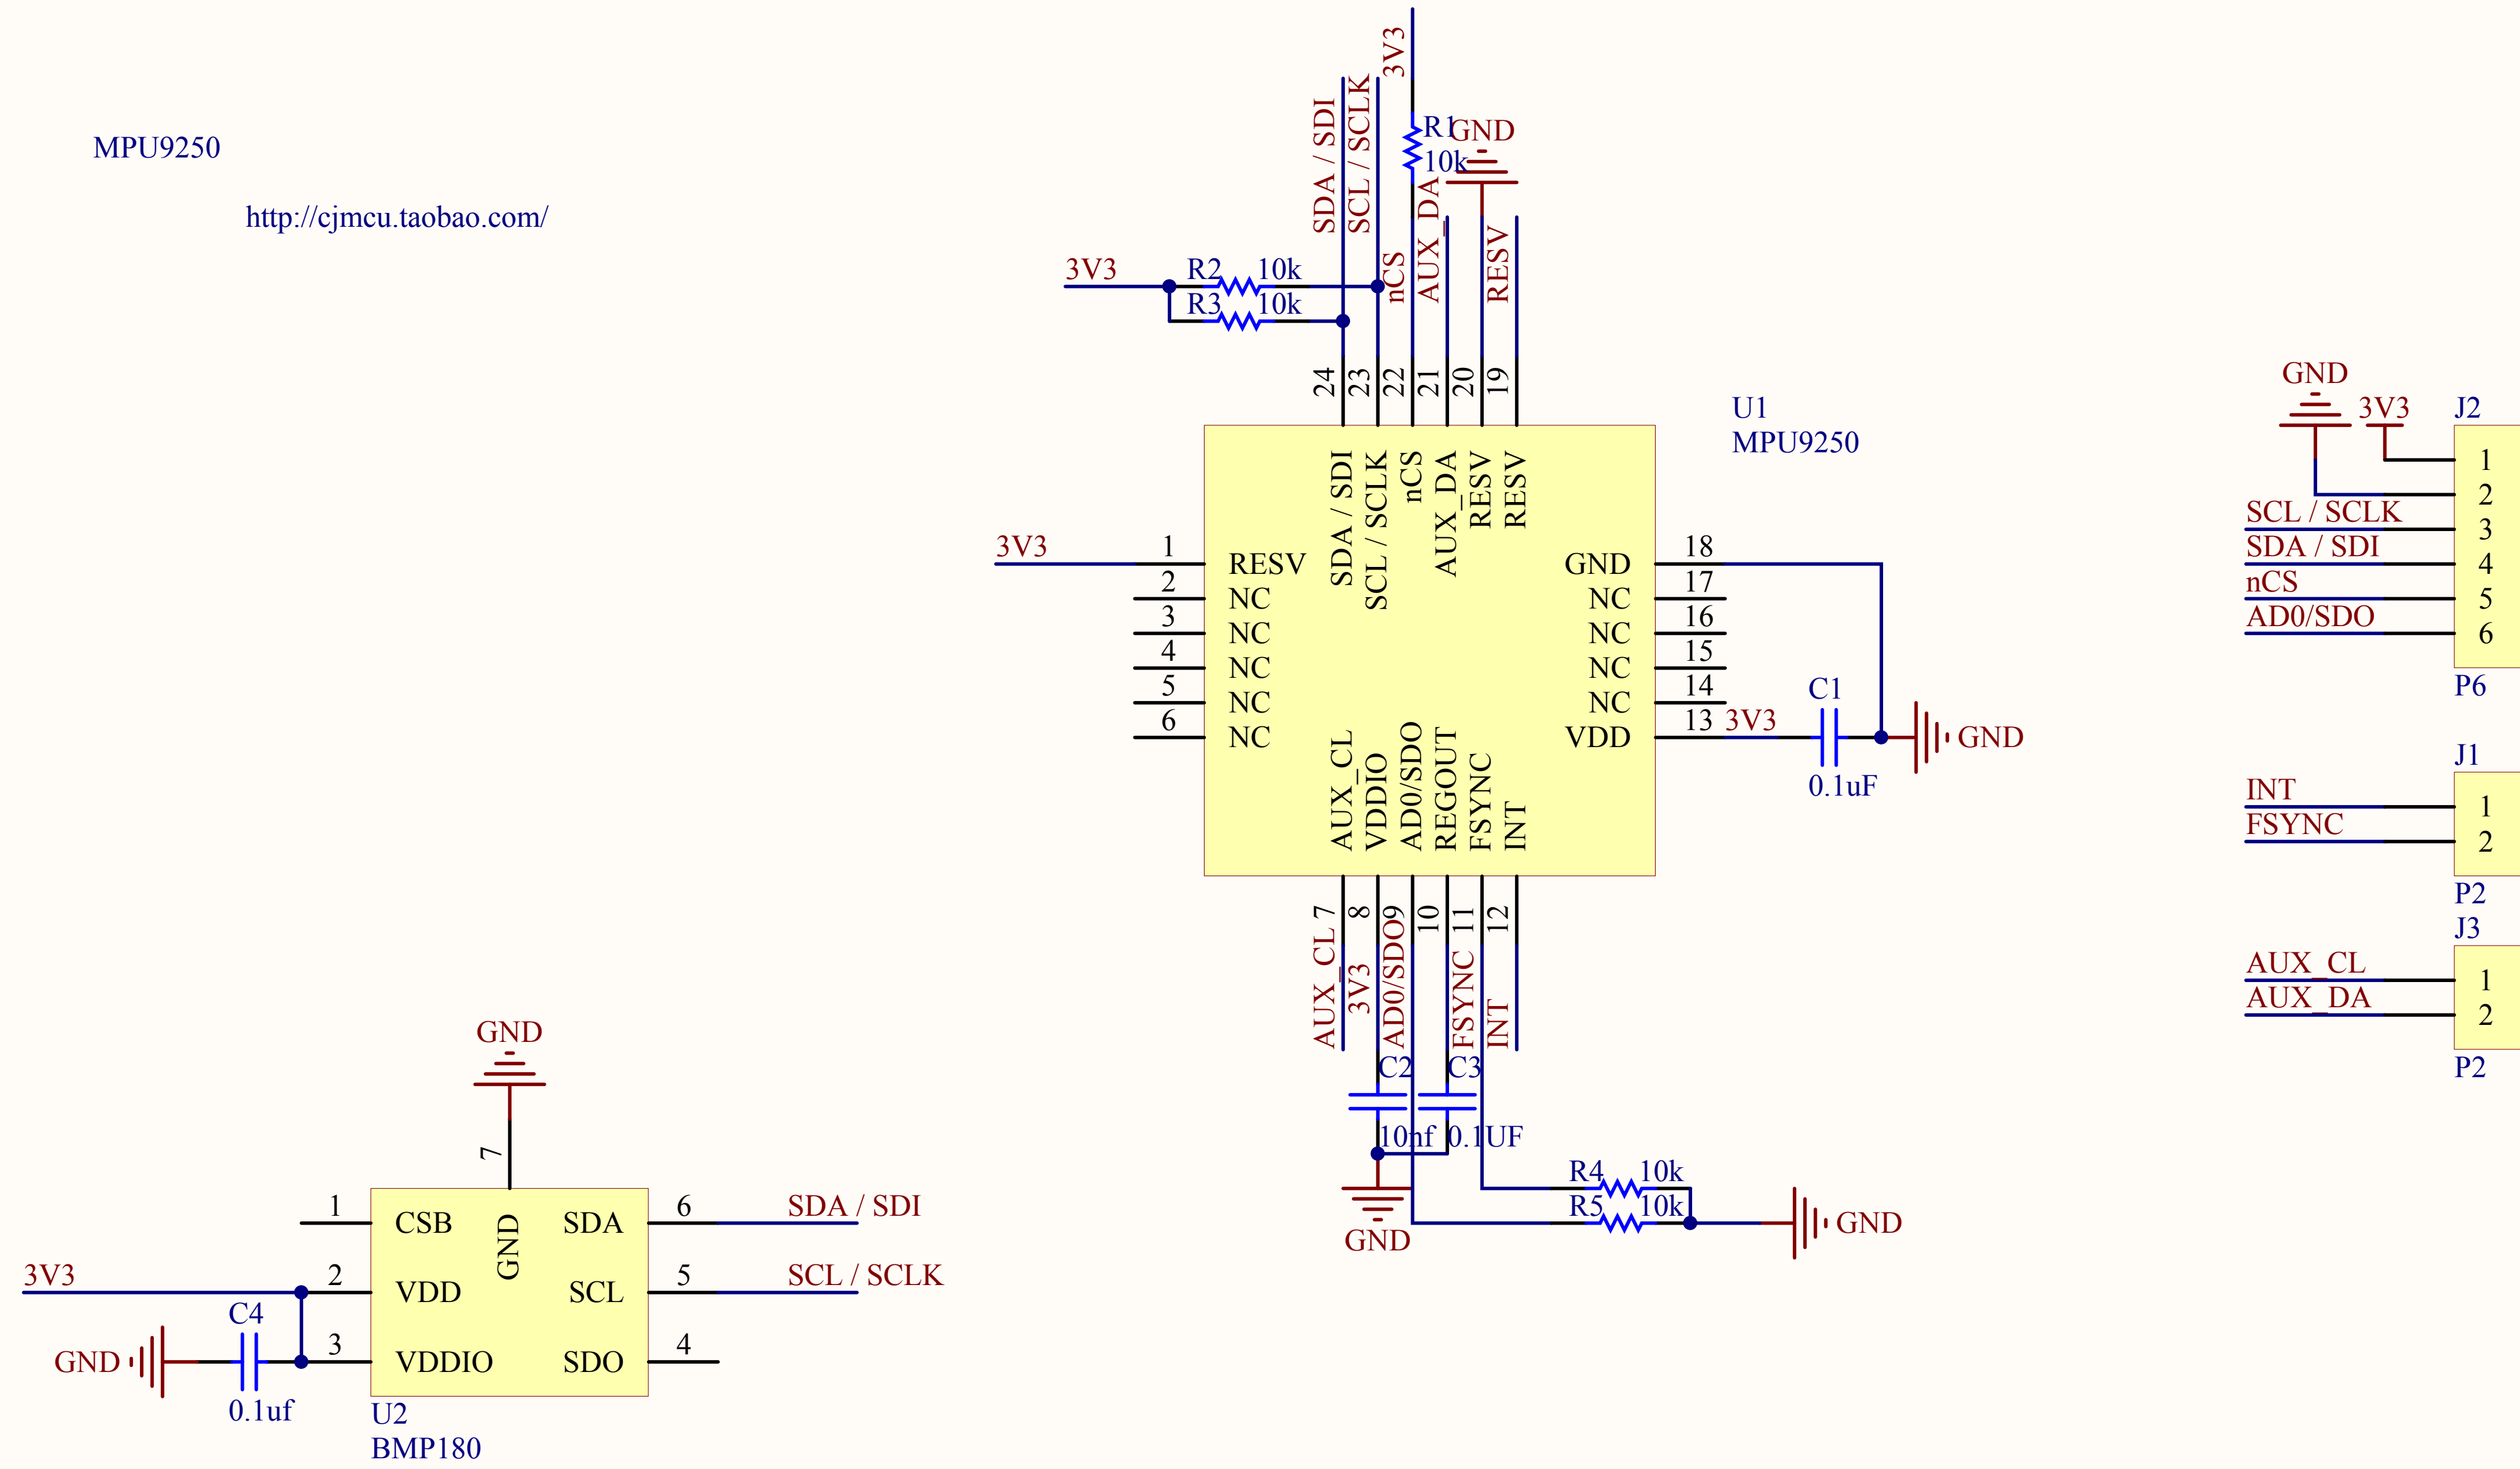 MPU9250
http://cjmcu.taobao.com/
3V3
SDA / SDI
SCL / SCLK
R1
10k
GND
AUX_DA
nCS
RESV
3V3
R2 10k
R3 10k
24
23
22
21
20
19
U1
MPU9250
SDA / SDI
SCL / SCLK
nCS
AUX_DA
RESV
RESV
3V3
1 RESV
2 NC
3 NC
4 NC
5 NC
6 NC
GND 18
NC 17
NC 16
NC 15
NC 14
VDD 13 3V3
C1
0.1uF
GND
AUX_CL
VDDIO
AD0/SDO
REGOUT
FSYNC
INT
7
8
9
10
11
12
AUX_CL
3V3
AD0/SDO
FSYNC
INT
C2
10nf
C3
0.1UF
GND
R4 10k
R5 10k
GND
GND
3V3
J2
1
2
SCL / SCLK 3
SDA / SDI 4
nCS 5
AD0/SDO 6
P6
J1
INT 1
FSYNC 2
P2
J3
AUX_CL 1
AUX_DA 2
P2
GND
7
GND
1 CSB
3V3 2 VDD
3 VDDIO
C4
0.1uf
GND
SDA 6 SDA / SDI
SCL 5 SCL / SCLK
SDO 4
U2
BMP180